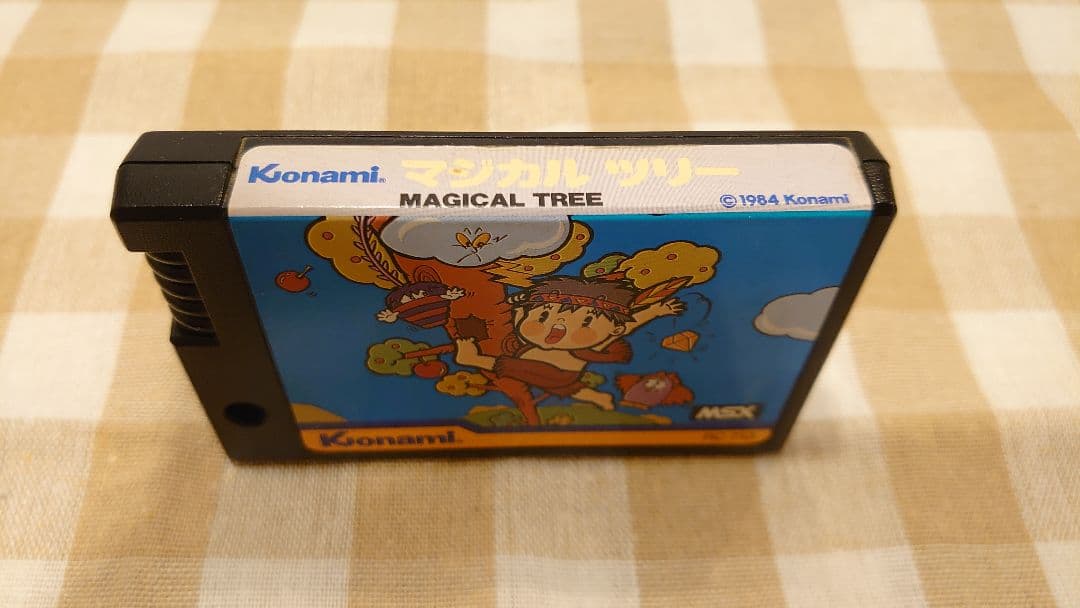 Konami® マジカル ツリー
MAGICAL TREE ©1984 Konami
MSX
Konami